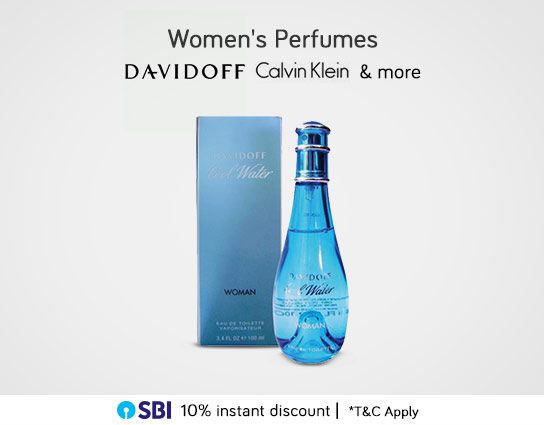 Women's Perfumes
DAVIDOFF Calvin Klein & more
DAVIDOFF
Cool Water
WOMAN
EAU DE TOILETTE
VAPORISATEUR
3.4 FL OZ 100 ml
DAVIDOFF
Cool Water
WOMAN
SBI 10% instant discount | *T&C Apply